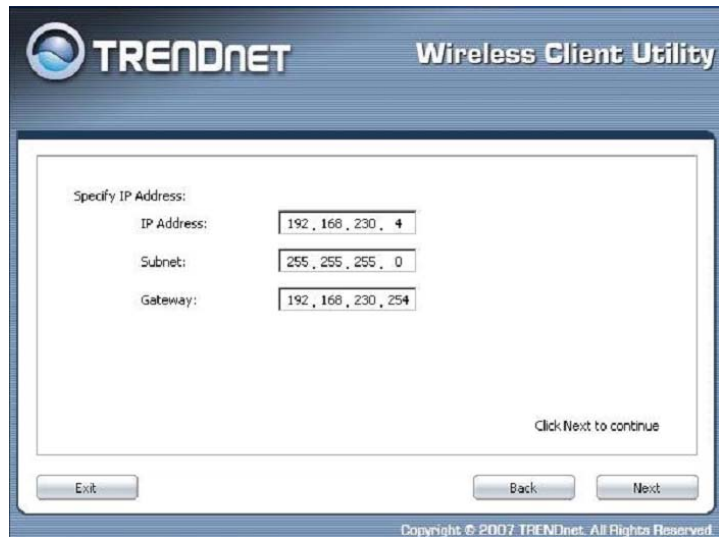 TRENDNET
Wireless Client Utility
Specify IP Address:
IP Address: 192 . 168 . 230 . 4
Subnet: 255 . 255 . 255 . 0
Gateway: 192 . 168 . 230 . 254
Click Next to continue
Exit Back Next
Copyright © 2007 TRENDnet. All Rights Reserved